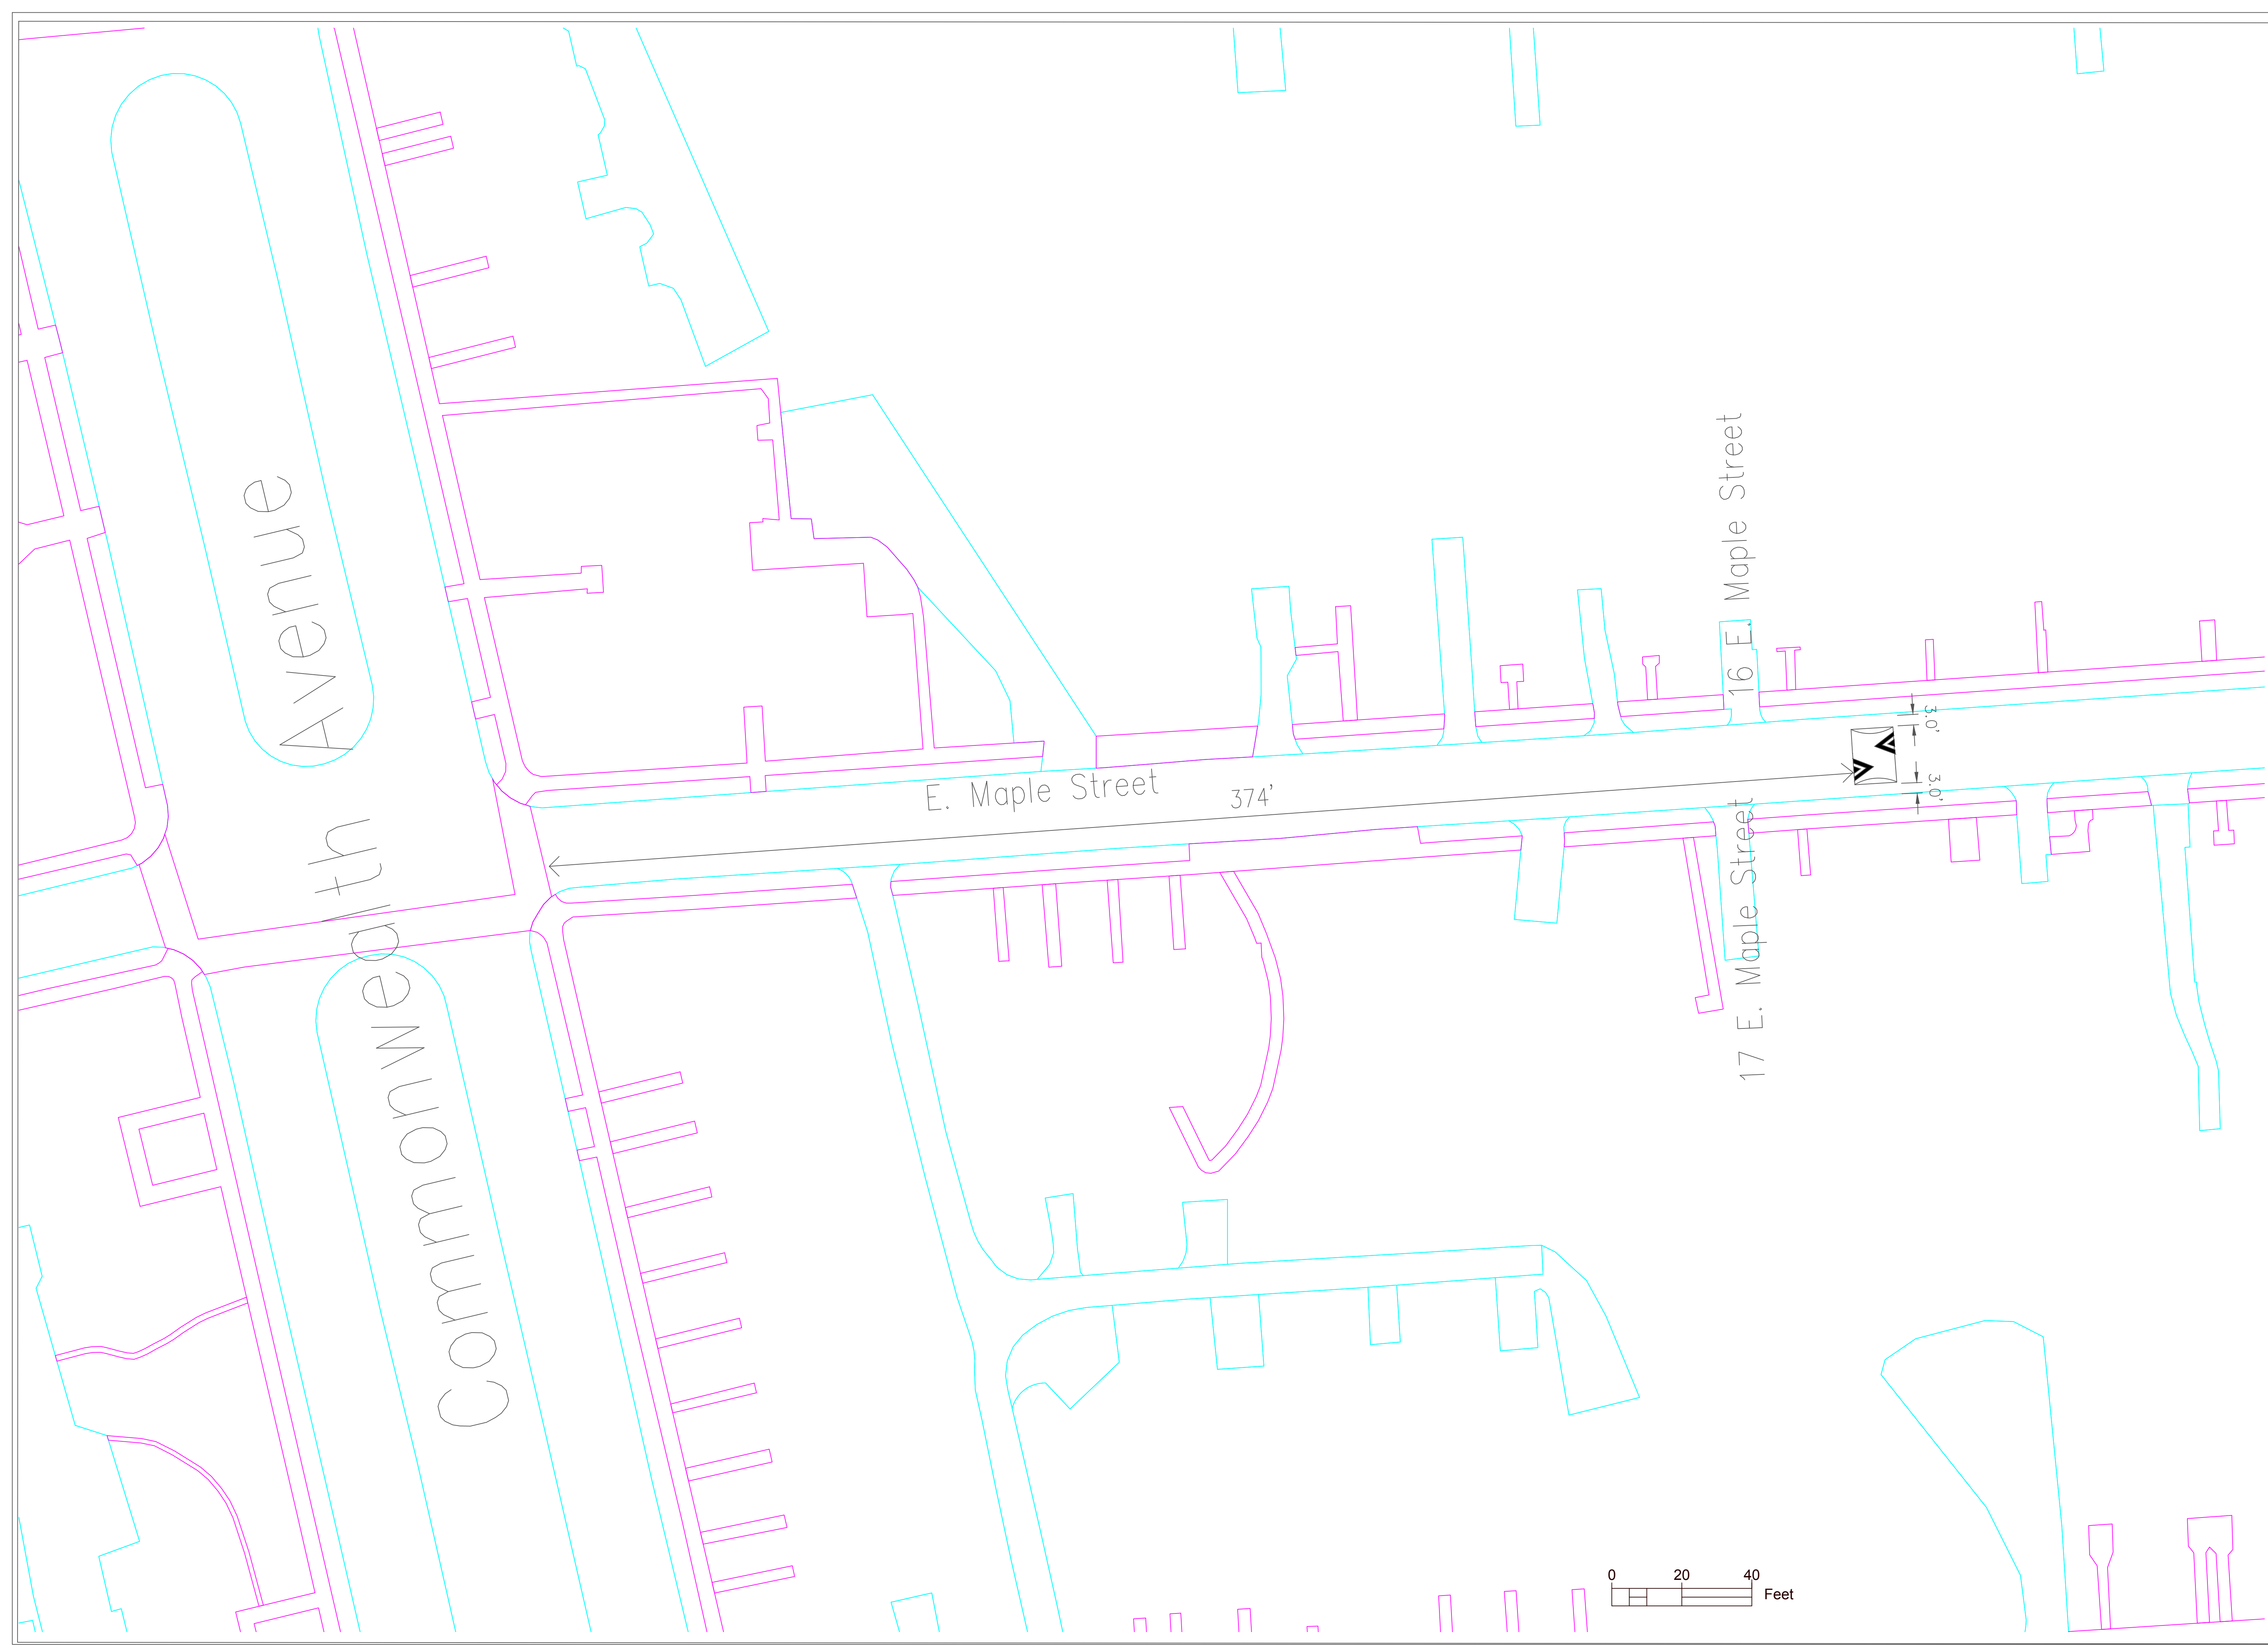 Commonwealth Avenue
E. Maple Street
374'
16 E. Maple Street
17 E. Maple Street
3.0'
3.0'
0 20 40 Feet